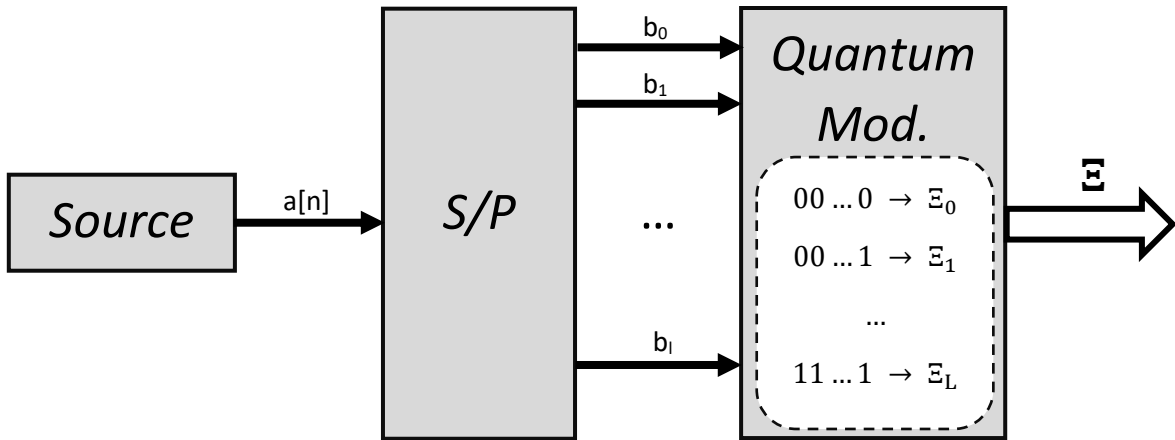 Source
a[n]
S/P
b₀
b₁
...
bₗ
Quantum
Mod.
00 … 0 → Ξ₀
00 … 1 → Ξ₁
...
11 … 1 → Ξ_L
Ξ